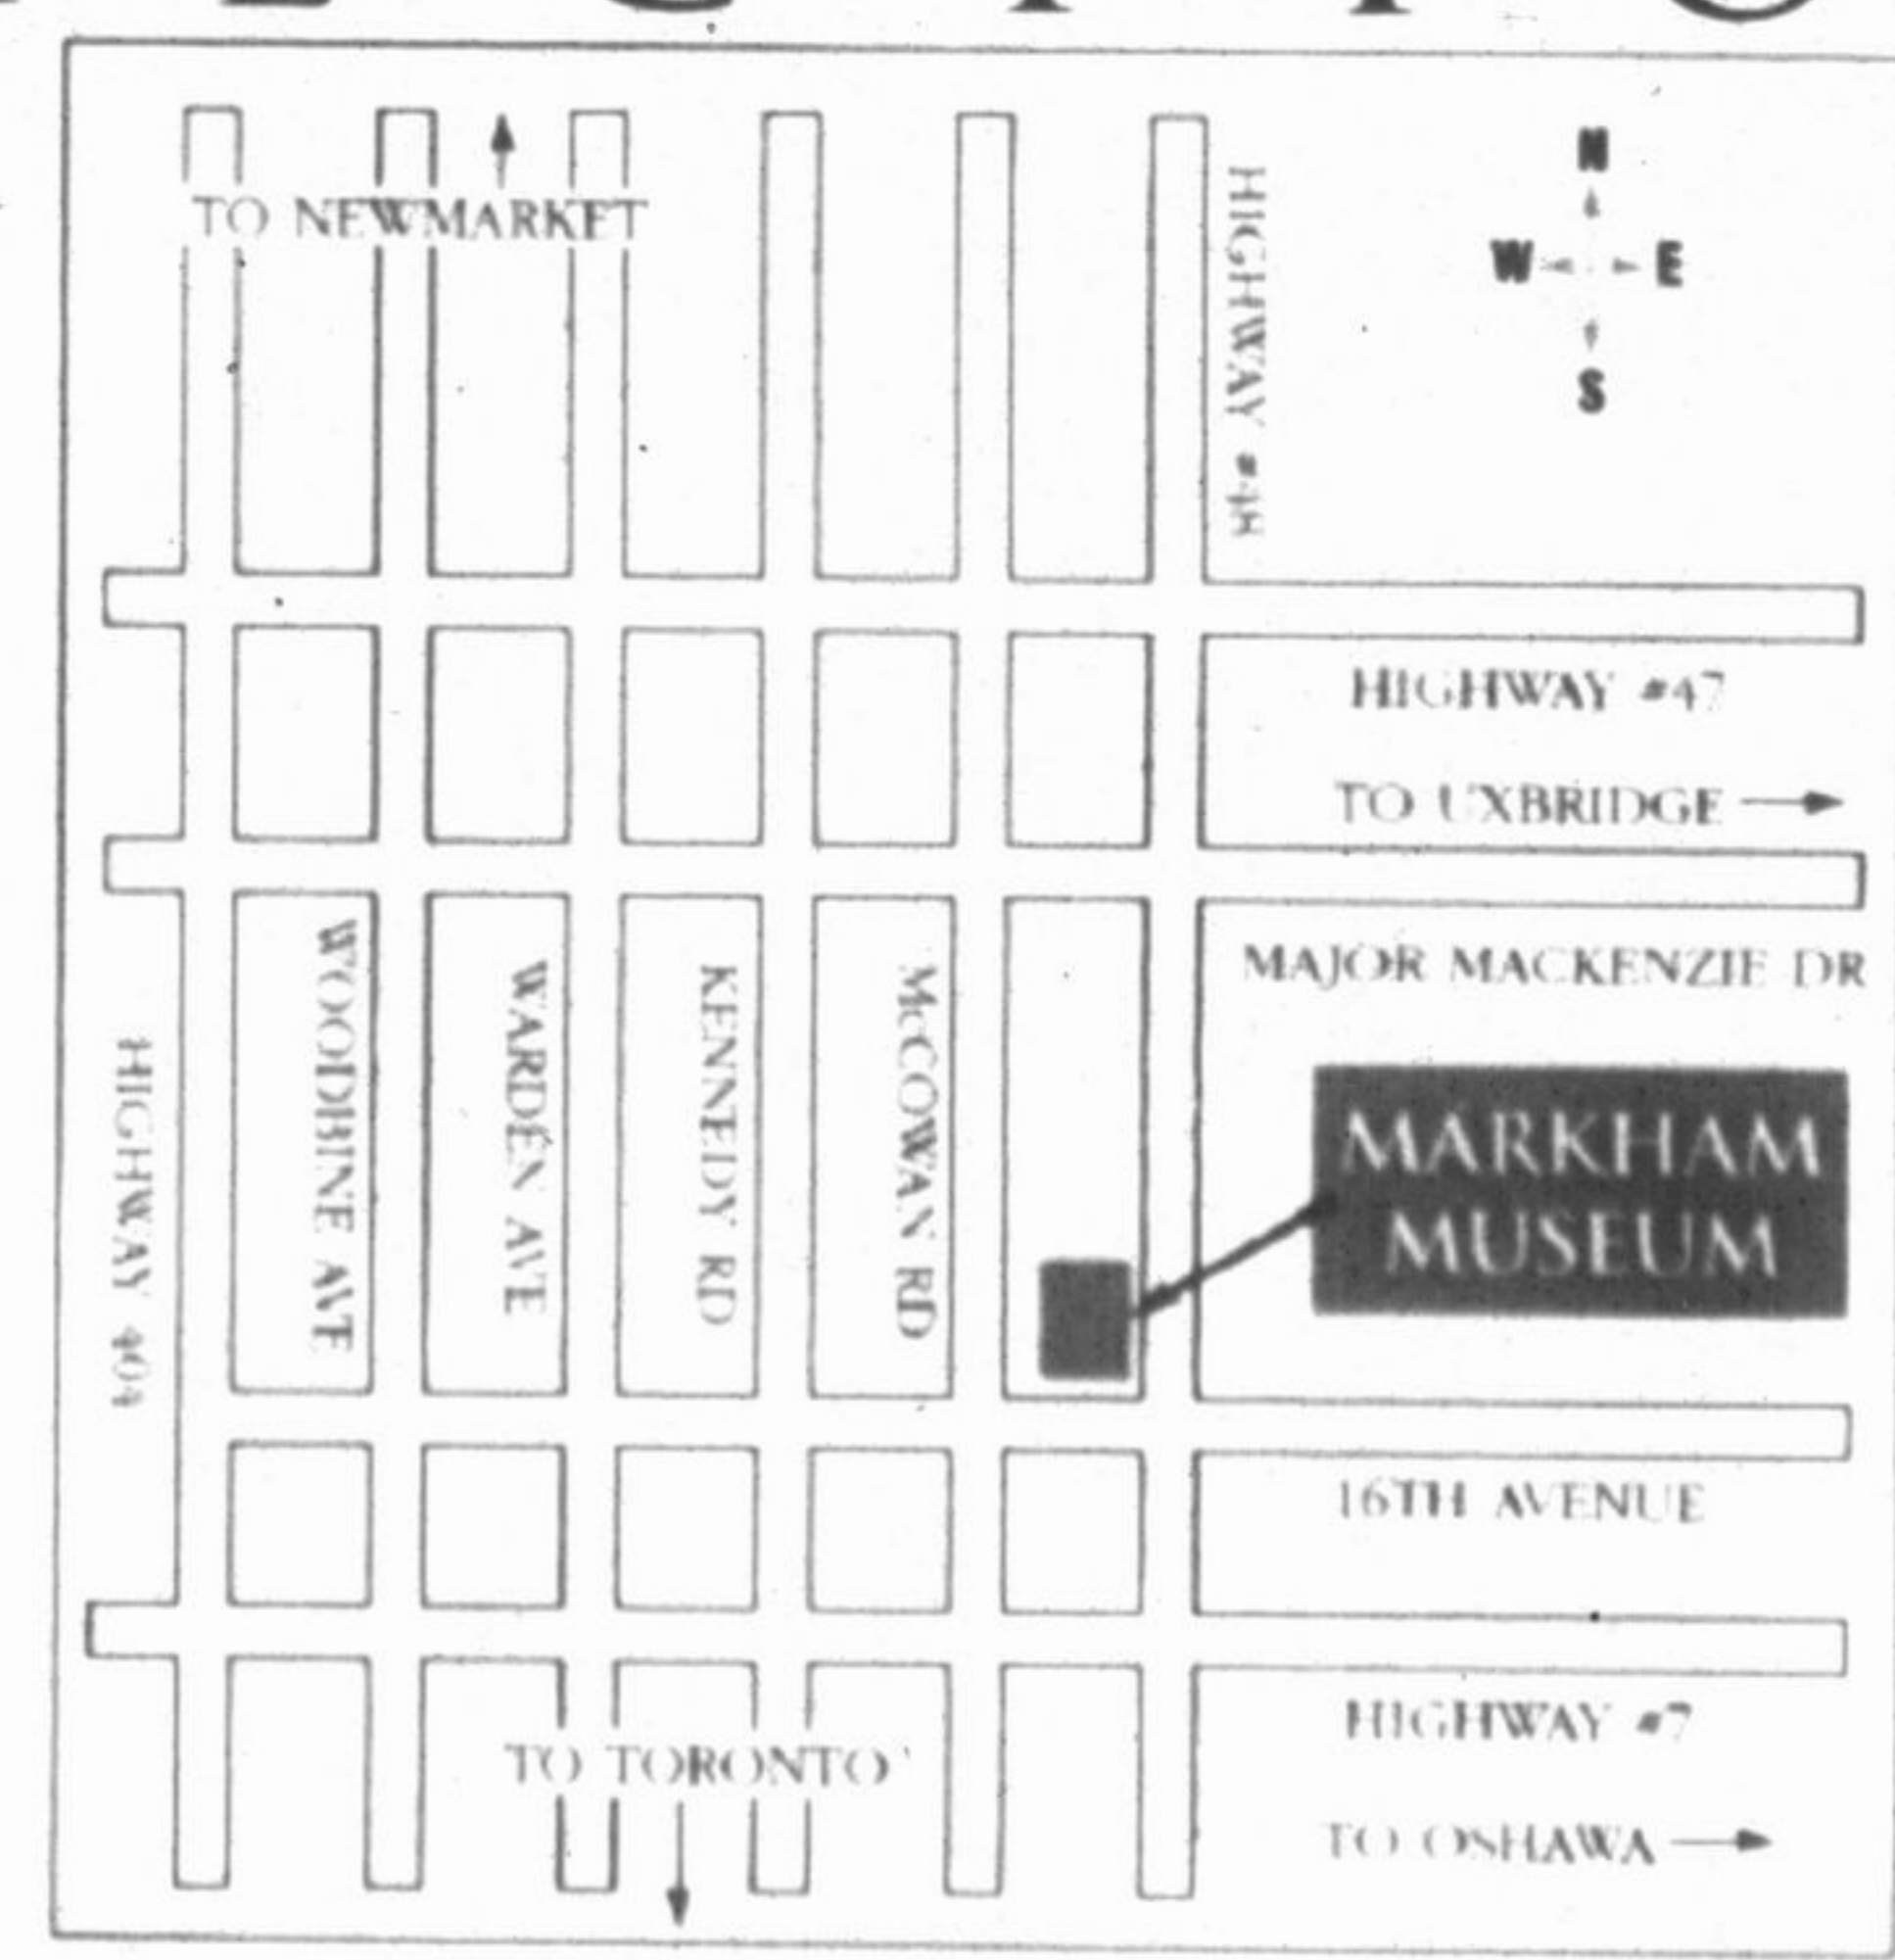 TO NEWMARKET
HIGHWAY #48
N
W E
S
HIGHWAY #47
TO UXBRIDGE
MAJOR MACKENZIE DR
HIGHWAY 404
WOODBINE AVE
WARDEN AVE
KENNEDY RD
McCOWAN RD
MARKHAM
MUSEUM
16TH AVENUE
HIGHWAY #7
TO TORONTO
TO OSHAWA